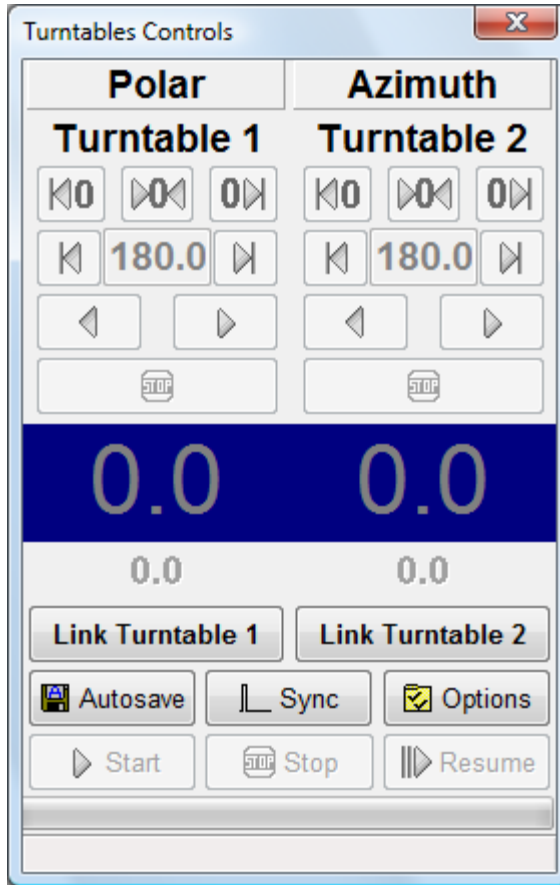 Turntables Controls
Polar Azimuth
Turntable 1 Turntable 2
0 0 0 0 0 0
180.0 180.0
STOP STOP
0.0 0.0
0.0 0.0
Link Turntable 1 Link Turntable 2
Autosave Sync Options
Start STOP Stop Resume